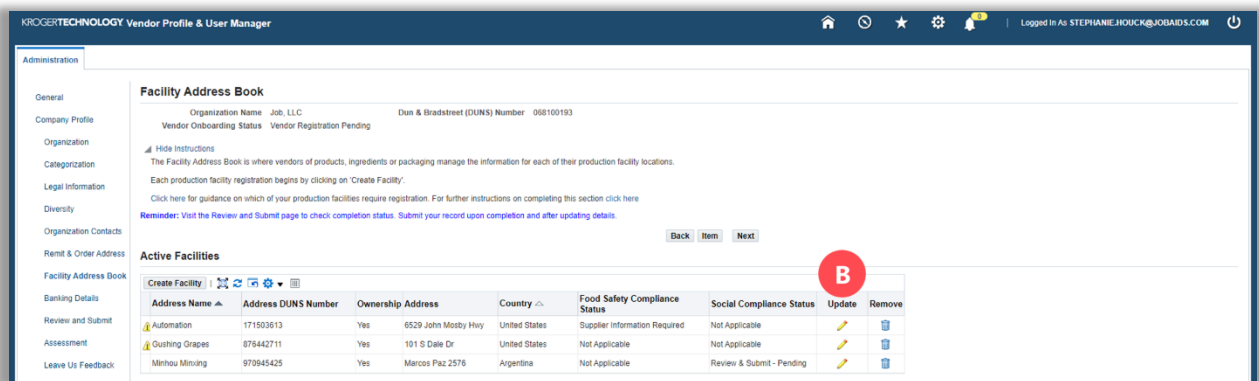 KROGERTECHNOLOGY Vendor Profile & User Manager
0
| Logged In As STEPHANIE.HOUCK@JOBAIDS.COM
Administration
General
Company Profile
Organization
Categorization
Legal Information
Diversity
Organization Contacts
Remit & Order Address
Facility Address Book
Banking Details
Review and Submit
Assessment
Leave Us Feedback
Facility Address Book
Organization Name Job, LLC Dun & Bradstreet (DUNS) Number 068100193
Vendor Onboarding Status Vendor Registration Pending
Hide Instructions
The Facility Address Book is where vendors of products, ingredients or packaging manage the information for each of their production facility locations.
Each production facility registration begins by clicking on 'Create Facility'.
Click here for guidance on which of your production facilities require registration. For further instructions on completing this section click here
Reminder: Visit the Review and Submit page to check completion status. Submit your record upon completion and after updating details.
Back Item Next
Active Facilities
B
Create Facility
Address Name Address DUNS Number Ownership Address Country Food Safety Compliance Status Social Compliance Status Update Remove
Automation 171503613 Yes 6529 John Mosby Hwy United States Supplier Information Required Not Applicable
Gushing Grapes 876442711 Yes 101 S Dale Dr United States Not Applicable Not Applicable
Minhou Minxing 970945425 Yes Marcos Paz 2576 Argentina Not Applicable Review & Submit - Pending